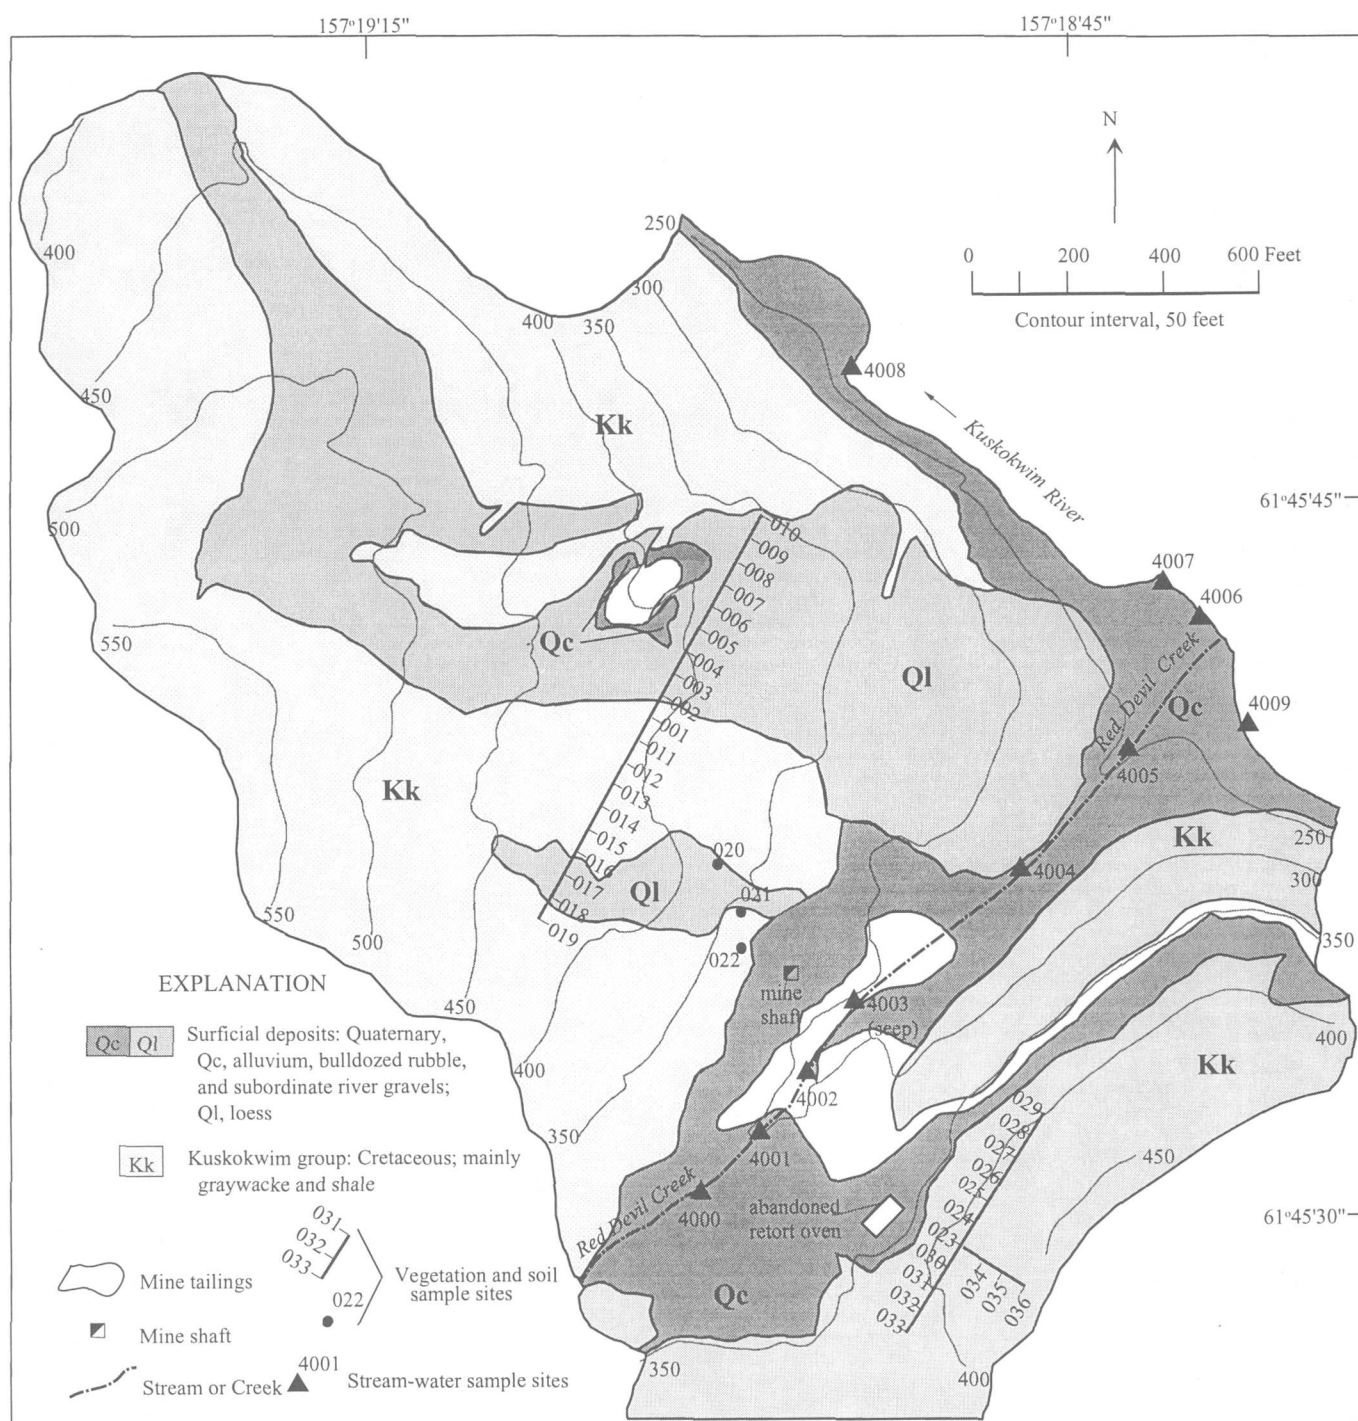 157°19'15"
157°18'45"
N
0 200 400 600 Feet
Contour interval, 50 feet
250
300
400
350
400
450
500
550
4008
Kuskokwim River
Kk
61°45'45"
4007
4006
4009
Red Devil Creek
Qc
4005
010
009
008
007
006
005
004
003
002
001
011
012
013
014
015
016
017
018
019
Qc
Ql
Kk
Kk
250
300
350
400
4004
020
021
022
Ql
550
500
450
400
350
mine
shaft
4003
(seep)
4002
4001
4000
Red Devil Creek
abandoned
retort oven
Qc
Kk
450
029
028
027
026
025
024
023
030
031
032
033
034
035
036
61°45'30"
350
400
EXPLANATION
Qc Ql Surficial deposits: Quaternary,
Qc, alluvium, bulldozed rubble,
and subordinate river gravels;
Ql, loess
Kk Kuskokwim group: Cretaceous; mainly
graywacke and shale
031
032
033
022
Vegetation and soil
sample sites
Mine tailings
Mine shaft
Stream or Creek
4001
Stream-water sample sites